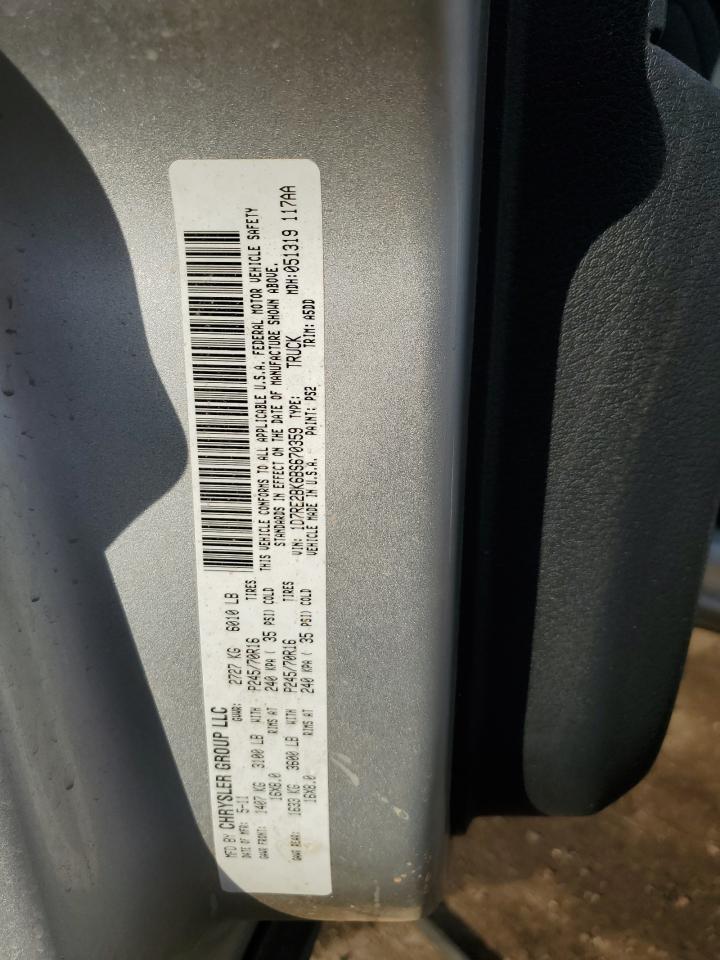 MFD BY CHRYSLER GROUP LLC
DATE OF MFR: 5-11 GVWR: 2727 KG 6010 LB
GAWR FRONT: 1407 KG 3100 LB WITH P245/70R16 TIRES
16X8.0 RIMS AT 240 KPA ( 35 PSI) COLD
GAWR REAR: 1633 KG 3600 LB WITH P245/70R16 TIRES
16X8.0 RIMS AT 240 KPA ( 35 PSI) COLD
THIS VEHICLE CONFORMS TO ALL APPLICABLE U.S.A. FEDERAL MOTOR VEHICLE SAFETY
STANDARDS IN EFFECT ON THE DATE OF MANUFACTURE SHOWN ABOVE.
VIN: 1D7RE2BK6BS670359 TYPE: TRUCK MDH:051319 117AA
VEHICLE MADE IN U.S.A. PAINT: PS2 TRIM: A5DD